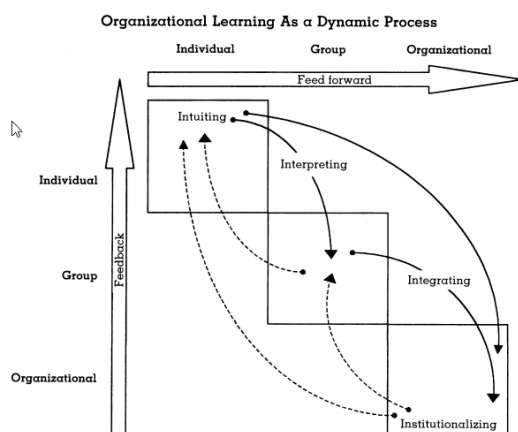 Organizational Learning As a Dynamic Process
Individual Group Organizational
Feed forward
Intuiting
Interpreting
Individual
Feedback
Group
Integrating
Organizational
Institutionalizing